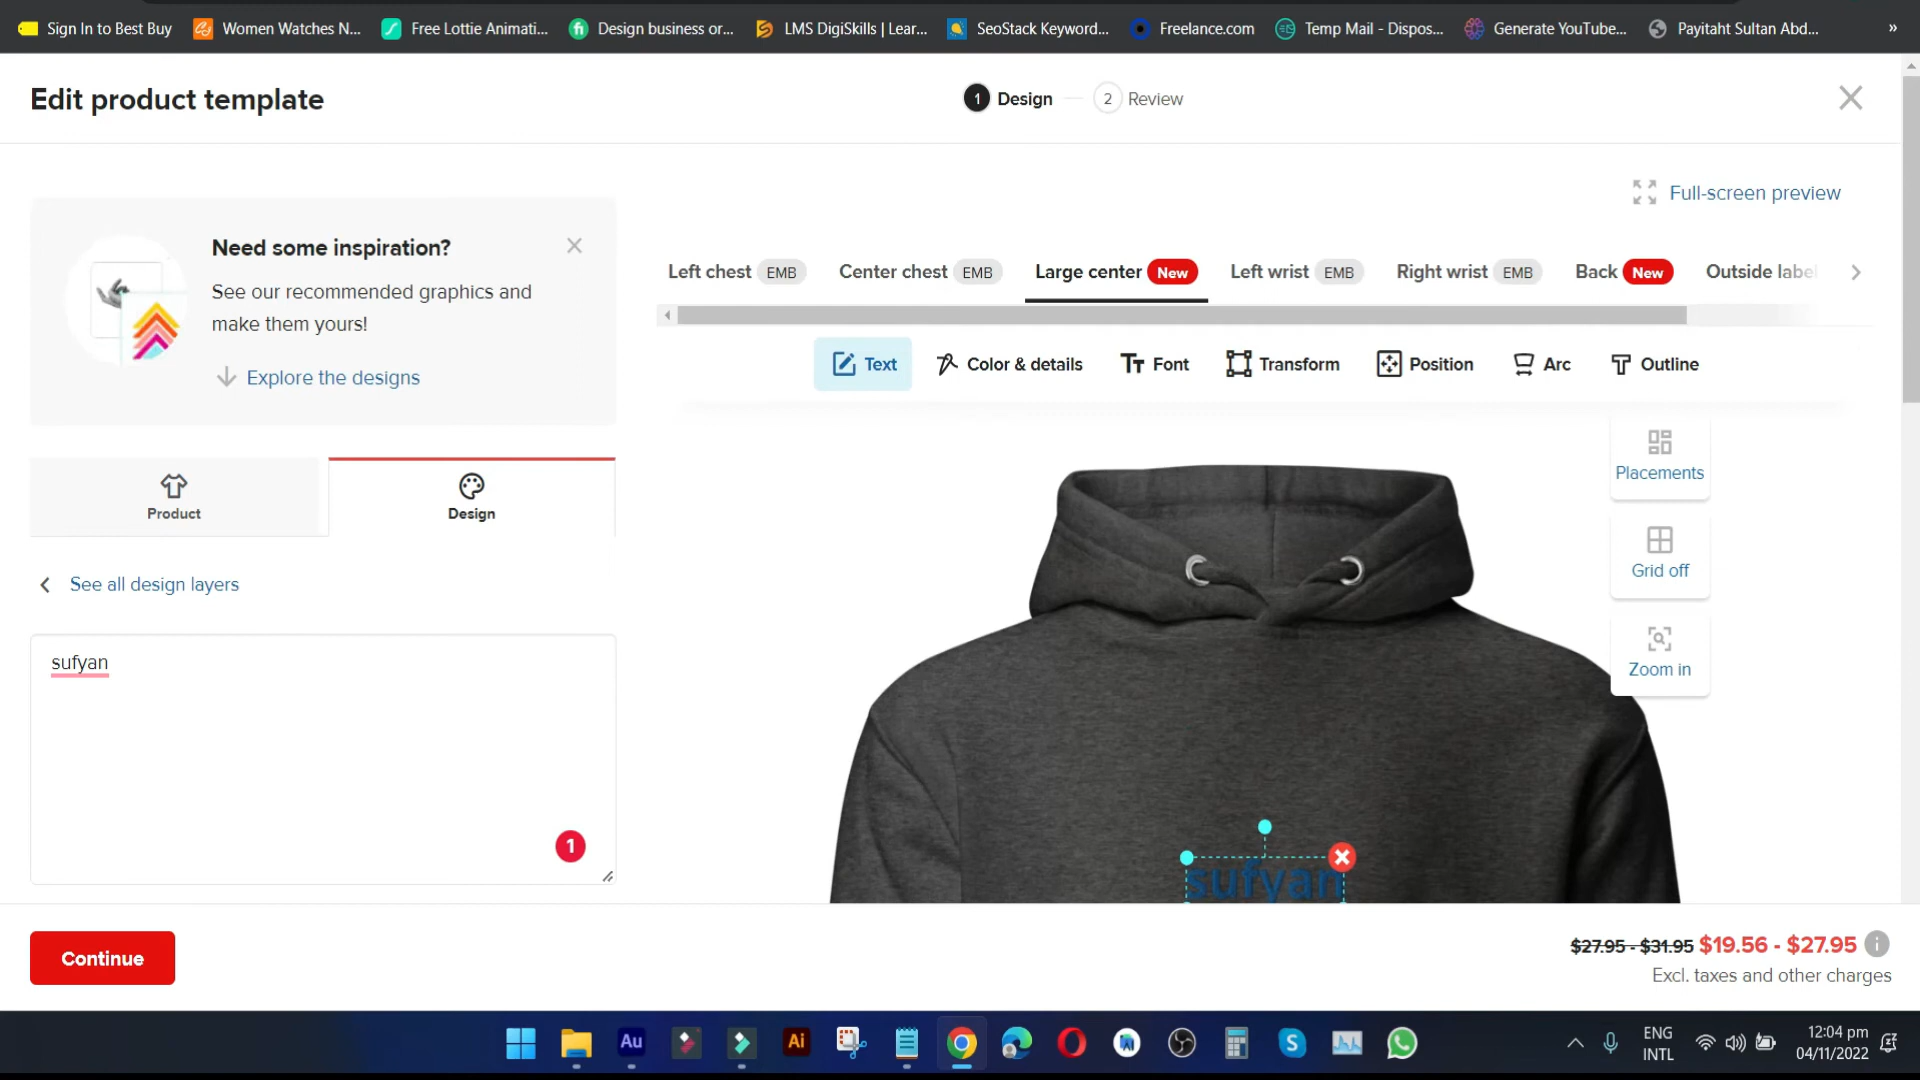 Sign In to Best Buy
Women Watches N...
Free Lottie Animati...
Design business or...
LMS DigiSkills | Lear...
SeoStack Keyword...
Freelance.com
Temp Mail - Dispos...
Generate YouTube...
Payitaht Sultan Abd...
»
Edit product template
1 Design
2 Review
Full-screen preview
Need some inspiration?
See our recommended graphics and
make them yours!
Explore the designs
Left chest EMB
Center chest EMB
Large center New
Left wrist EMB
Right wrist EMB
Back New
Outside label
Text
Color & details
Font
Transform
Position
Arc
Outline
Placements
Grid off
Zoom in
Product
Design
See all design layers
sufyan
1
sufyan
Continue
$27.95 - $31.95 $19.56 - $27.95
Excl. taxes and other charges
Au
Ai
ENG
INTL
12:04 pm
04/11/2022